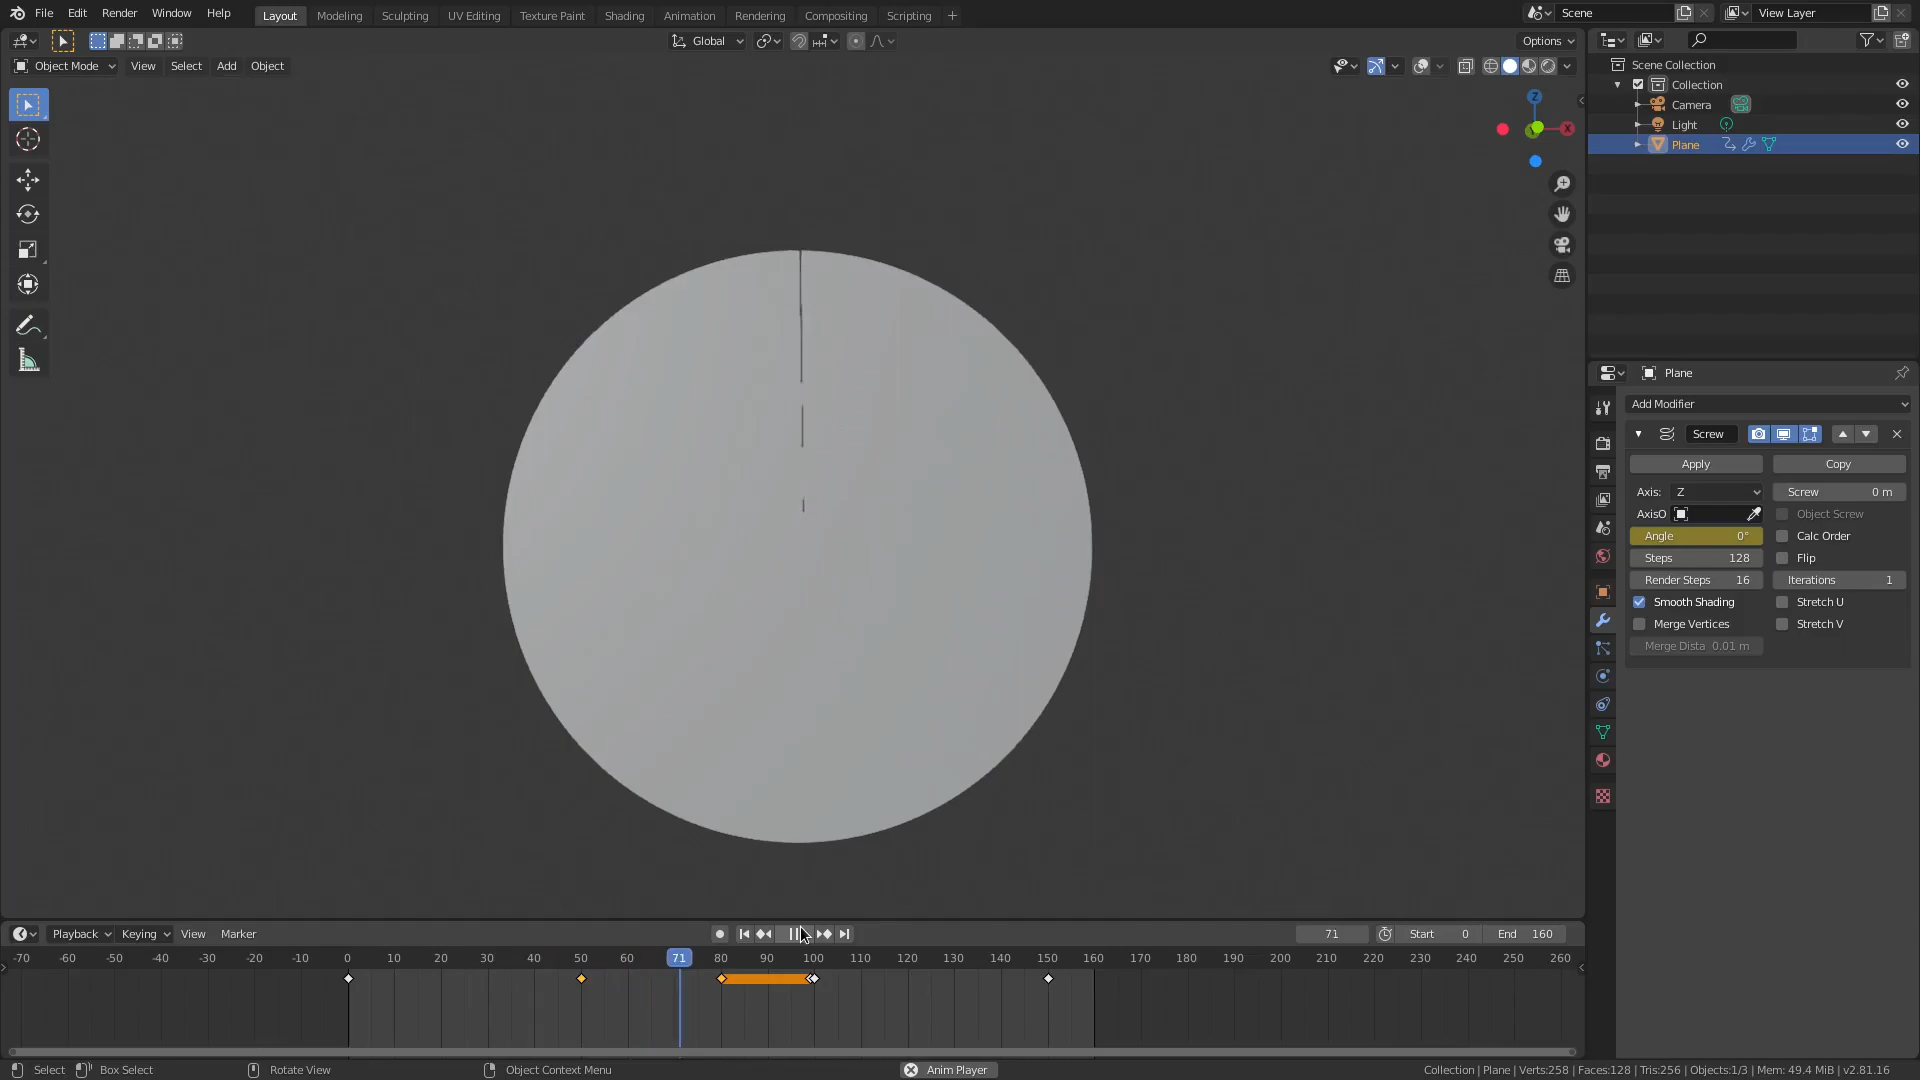 File Edit Render Window Help Layout Modeling Sculpting UV Editing Texture Paint Shading Animation Rendering Compositing Scripting + Scene View Layer
Global Options
Object Mode View Select Add Object
Z
X
Scene Collection
Collection
Camera
Light
Plane
Plane
Add Modifier
Screw
Apply Copy
Axis: Z Screw 0 m
AxisO Object Screw
Angle 0° Calc Order
Steps 128 Flip
Render Steps 16 Iterations 1
Smooth Shading Stretch U
Merge Vertices Stretch V
Merge Dista 0.01 m
Playback Keying View Marker 71 Start 0 End 160
-70 -60 -50 -40 -30 -20 -10 0 10 20 30 40 50 60 71 80 90 100 110 120 130 140 150 160 170 180 190 200 210 220 230 240 250 260
Select Box Select Rotate View Object Context Menu Anim Player Collection | Plane | Verts:258 | Faces:128 | Tris:256 | Objects:1/3 | Mem: 49.4 MiB | v2.81.16